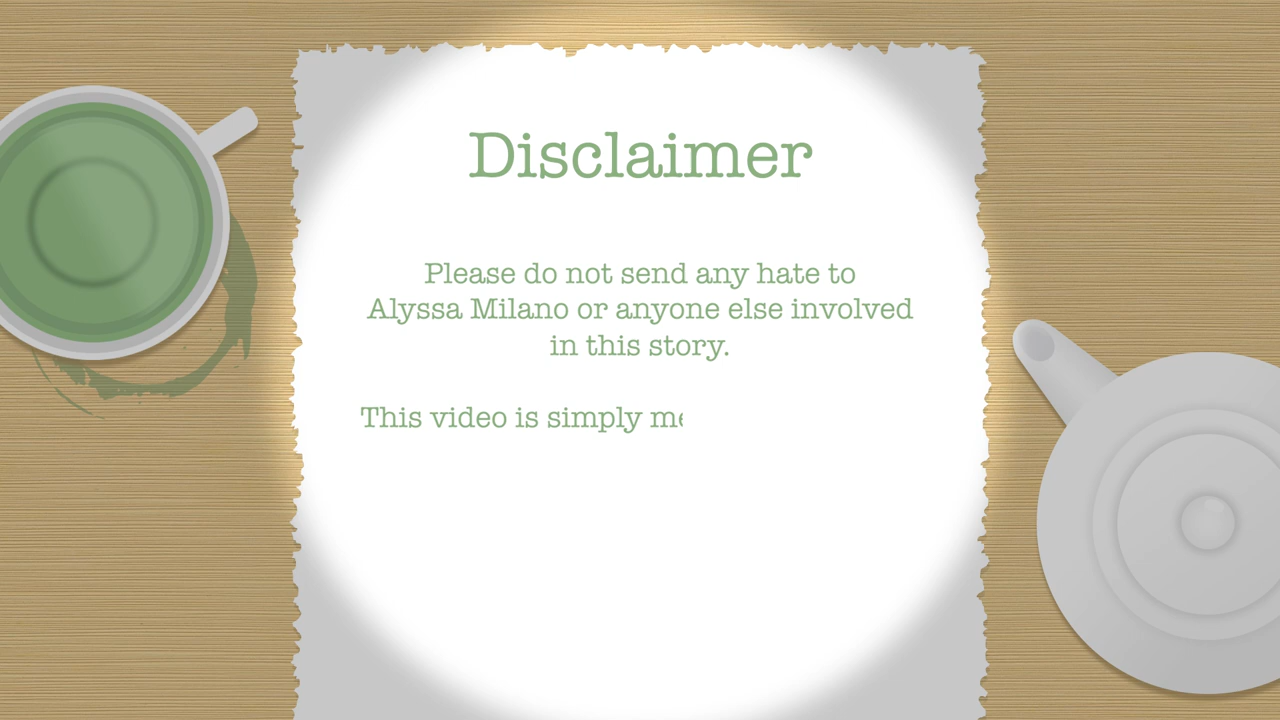 Disclaimer
Please do not send any hate to
Alyssa Milano or anyone else involved
in this story.
This video is simply